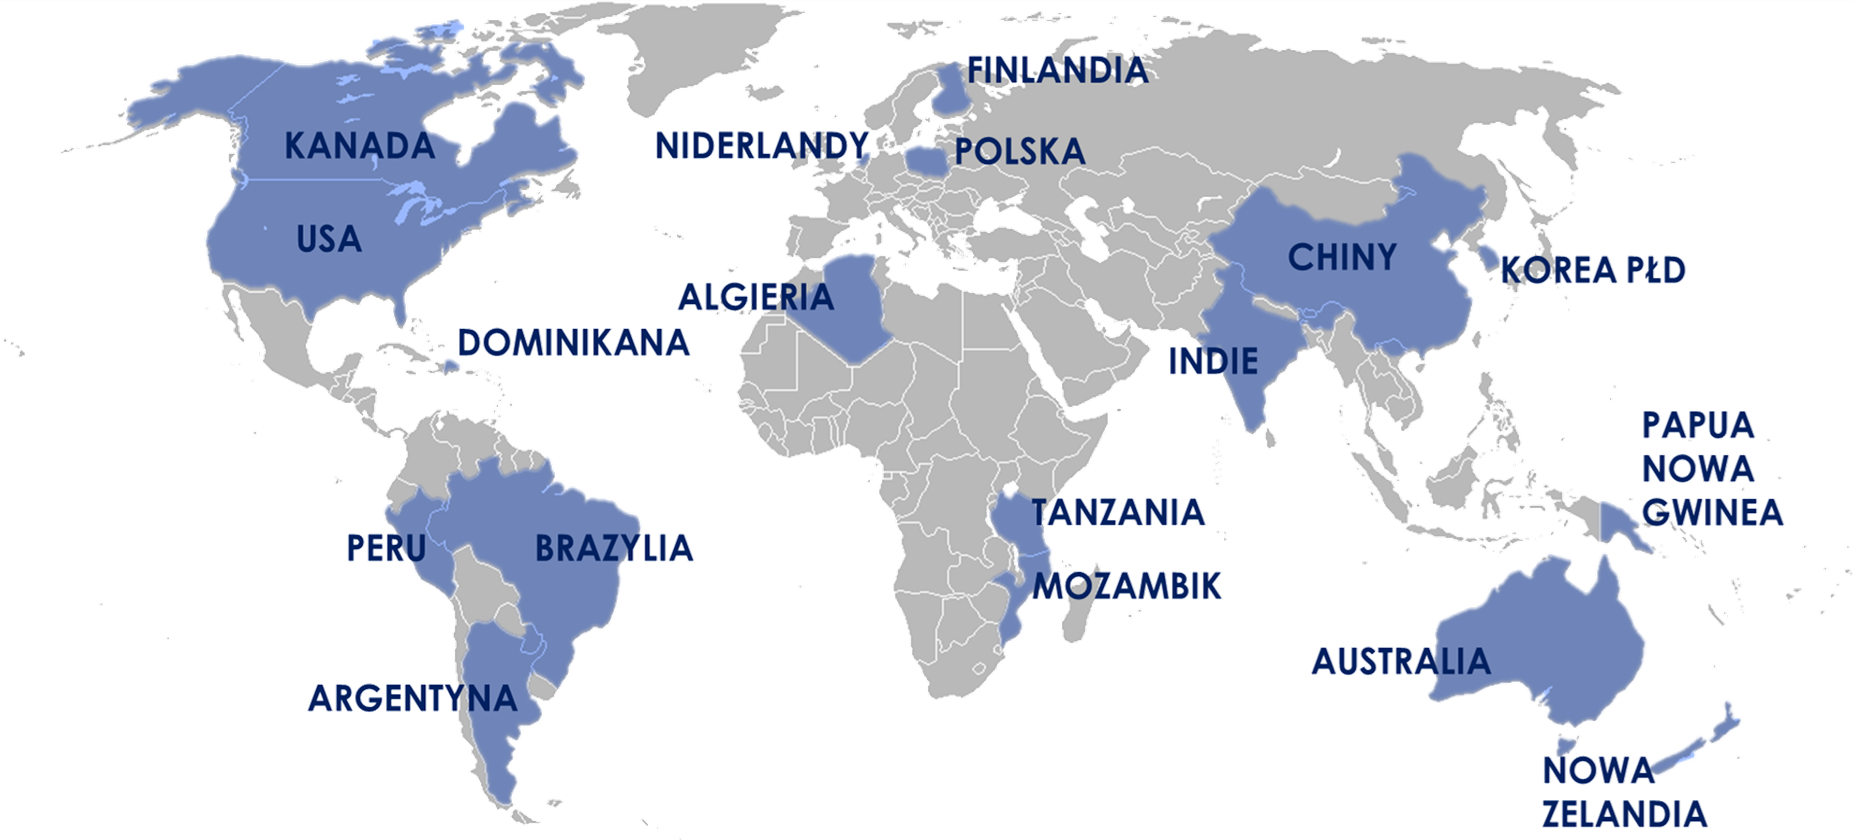 FINLANDIA
KANADA
NIDERLANDY
POLSKA
USA
CHINY
KOREA PŁD
ALGIERIA
DOMINIKANA
INDIE
PAPUA
NOWA
GWINEA
TANZANIA
PERU
BRAZYLIA
MOZAMBIK
AUSTRALIA
ARGENTYNA
NOWA
ZELANDIA